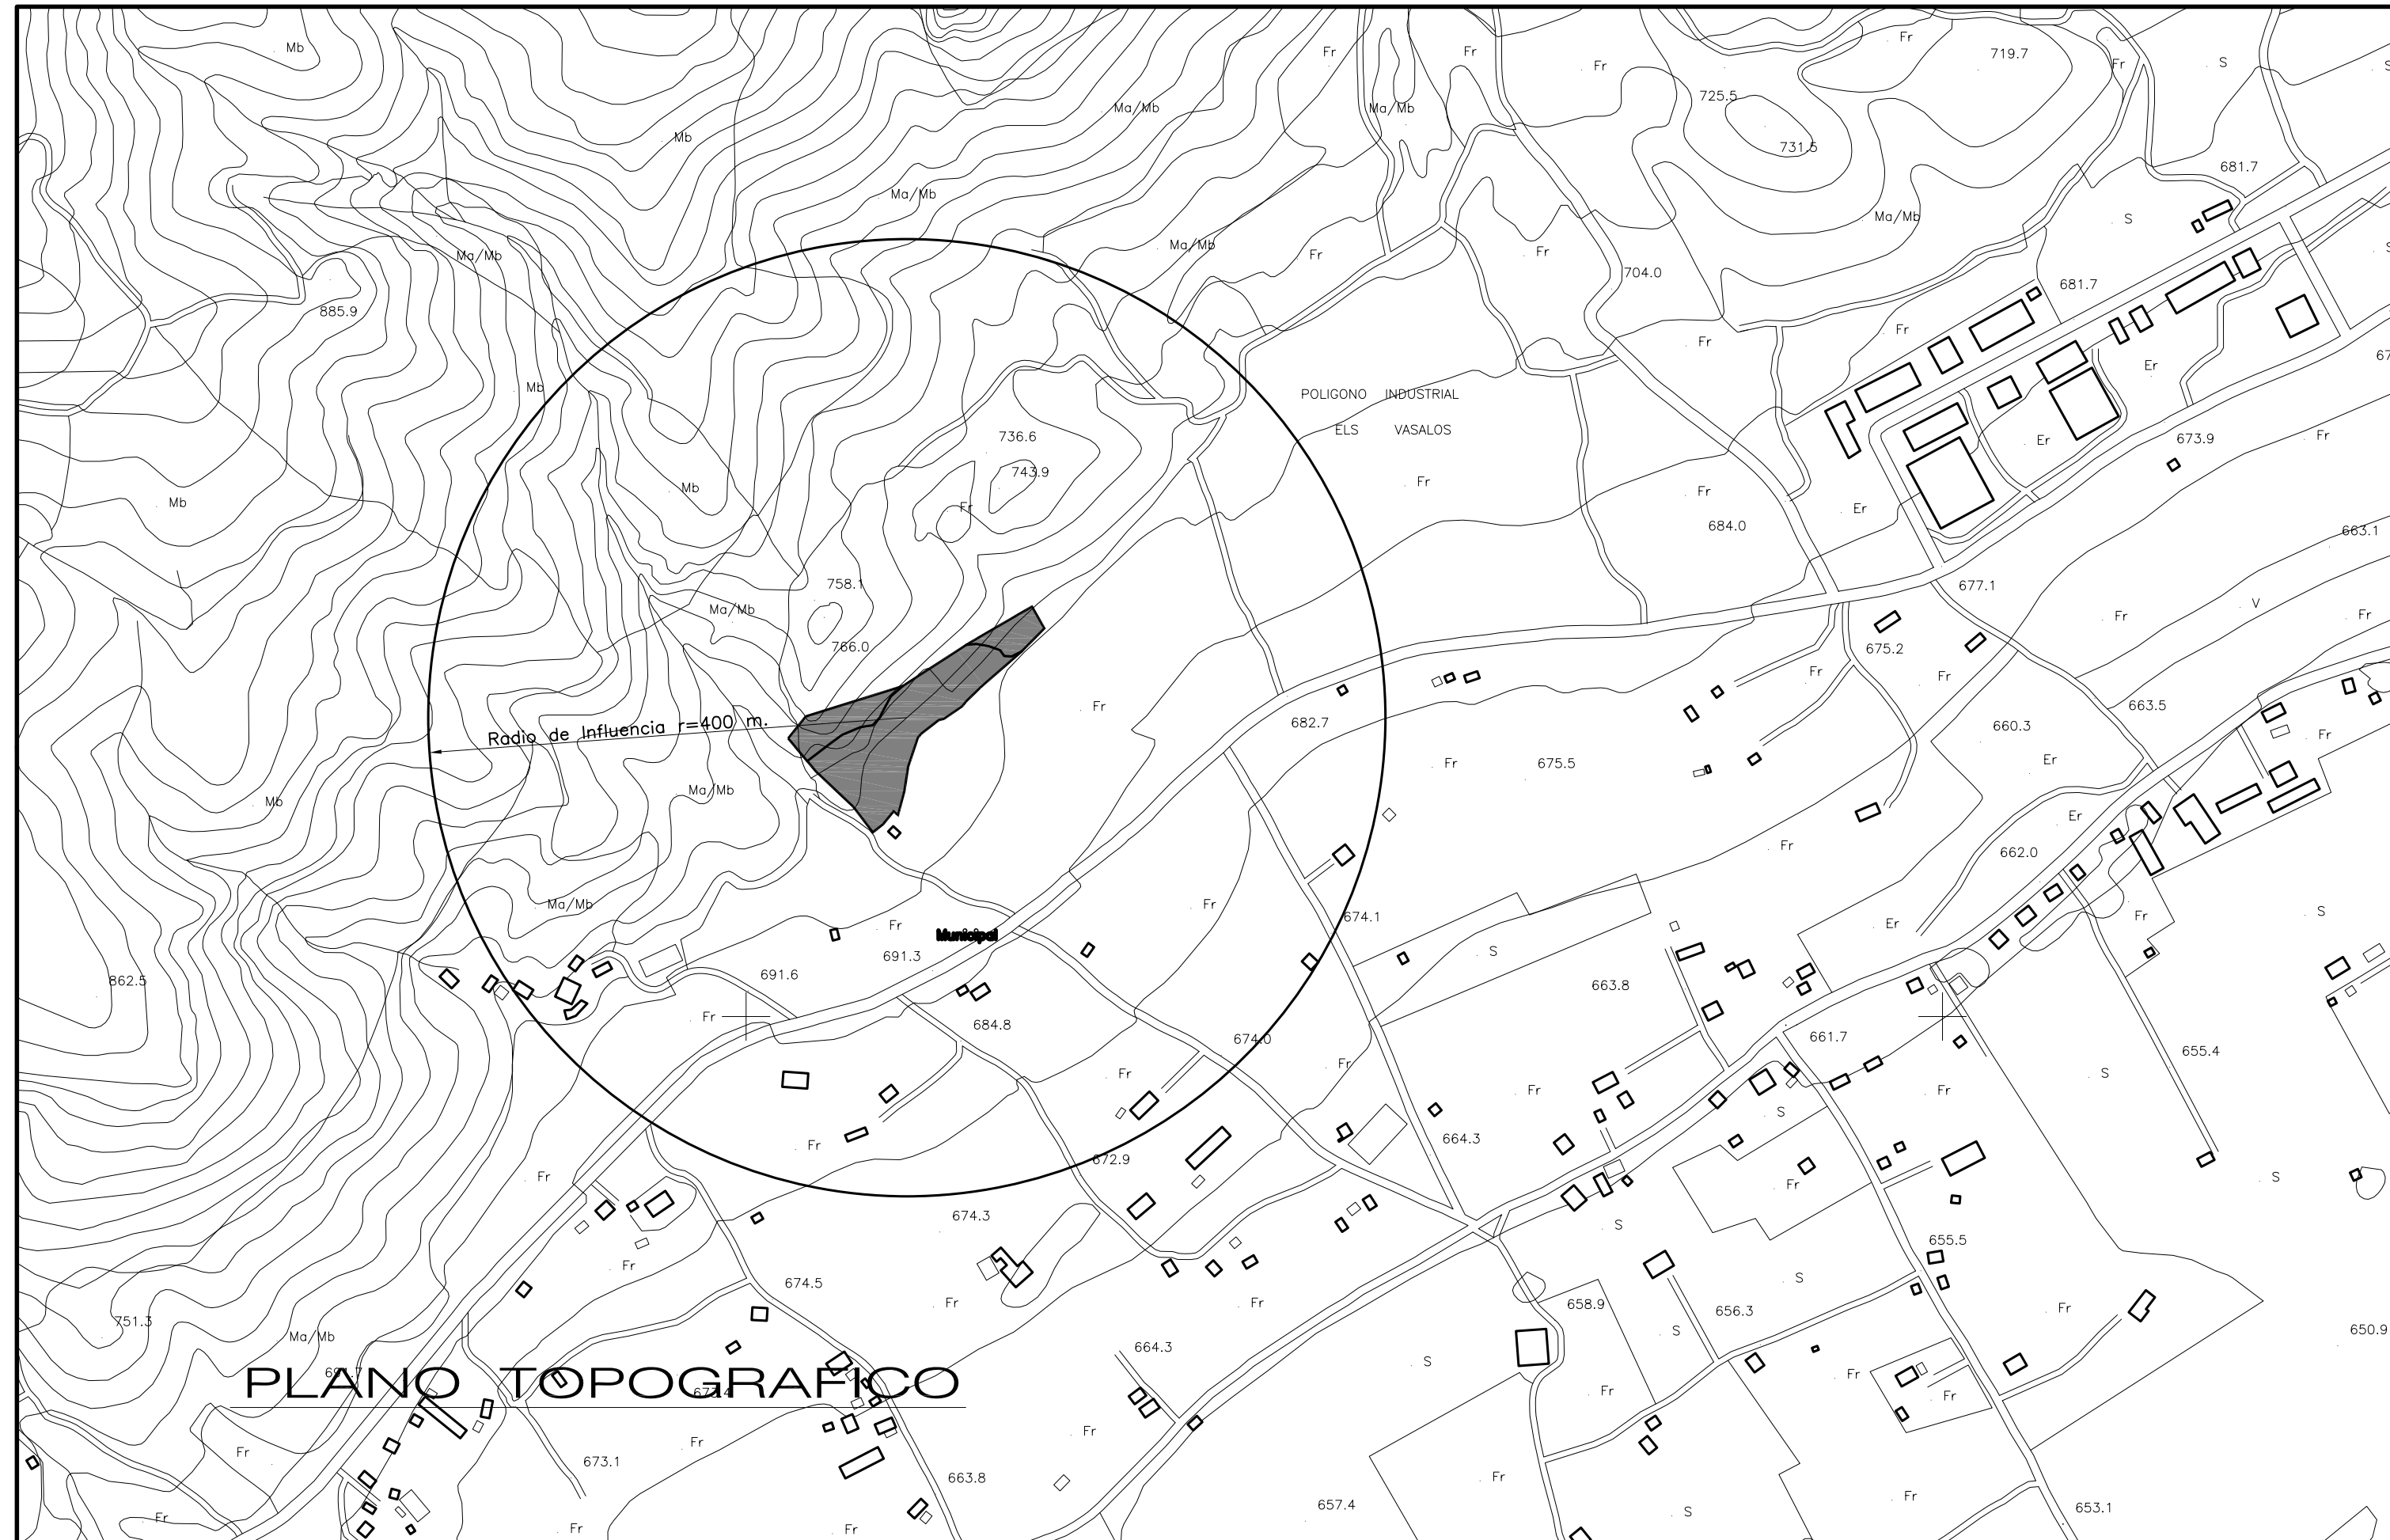 Mb
Fr
Fr
Fr
Fr
719.7
Fr
S
S
Mb
Ma/Mb
Ma/Mb
725.5
731.5
681.7
Ma/Mb
Ma/Mb
S
Ma/Mb
Ma/Mb
Fr
Fr
S
704.0
681.7
885.9
Fr
Fr
67
Er
Mb
POLIGONO INDUSTRIAL
ELS VASALOS
736.6
743.9
Er
673.9
Fr
Mb
Mb
Fr
Fr
Fr
684.0
Er
663.1
758.1
677.1
Ma/Mb
766.0
Fr
V
Fr
675.2
Fr
Fr
Fr
682.7
663.5
660.3
Radio de Influencia r=400 m.
Fr
675.5
Er
Fr
Ma/Mb
Mb
Er
Fr
662.0
Ma/Mb
Fr
674.1
Er
Fr
S
Fr
Municipal
691.3
S
862.5
691.6
663.8
Fr
684.8
674.0
661.7
655.4
Fr
Fr
Fr
Fr
S
S
Fr
664.3
672.9
Fr
Fr
S
674.3
S
655.5
Fr
674.5
S
Fr
Fr
658.9
656.3
Fr
751.3
Ma/Mb
664.3
S
650.9
S
Fr
691.7
PLANO TOPOGRAFICO
673.4
Fr
Fr
Fr
Fr
Fr
673.1
663.8
Fr
657.4
Fr
653.1
Fr
Fr
Fr
S